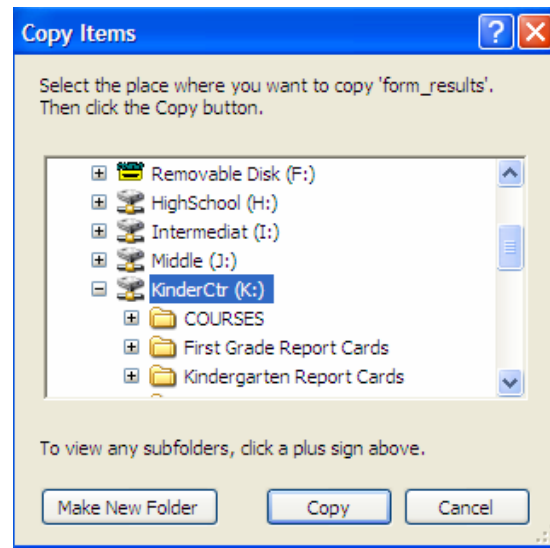 Copy Items
Select the place where you want to copy 'form_results'.
Then click the Copy button.
Removable Disk (F:)
HighSchool (H:)
Intermediat (I:)
Middle (J:)
KinderCtr (K:)
COURSES
First Grade Report Cards
Kindergarten Report Cards
To view any subfolders, click a plus sign above.
Make New Folder Copy Cancel